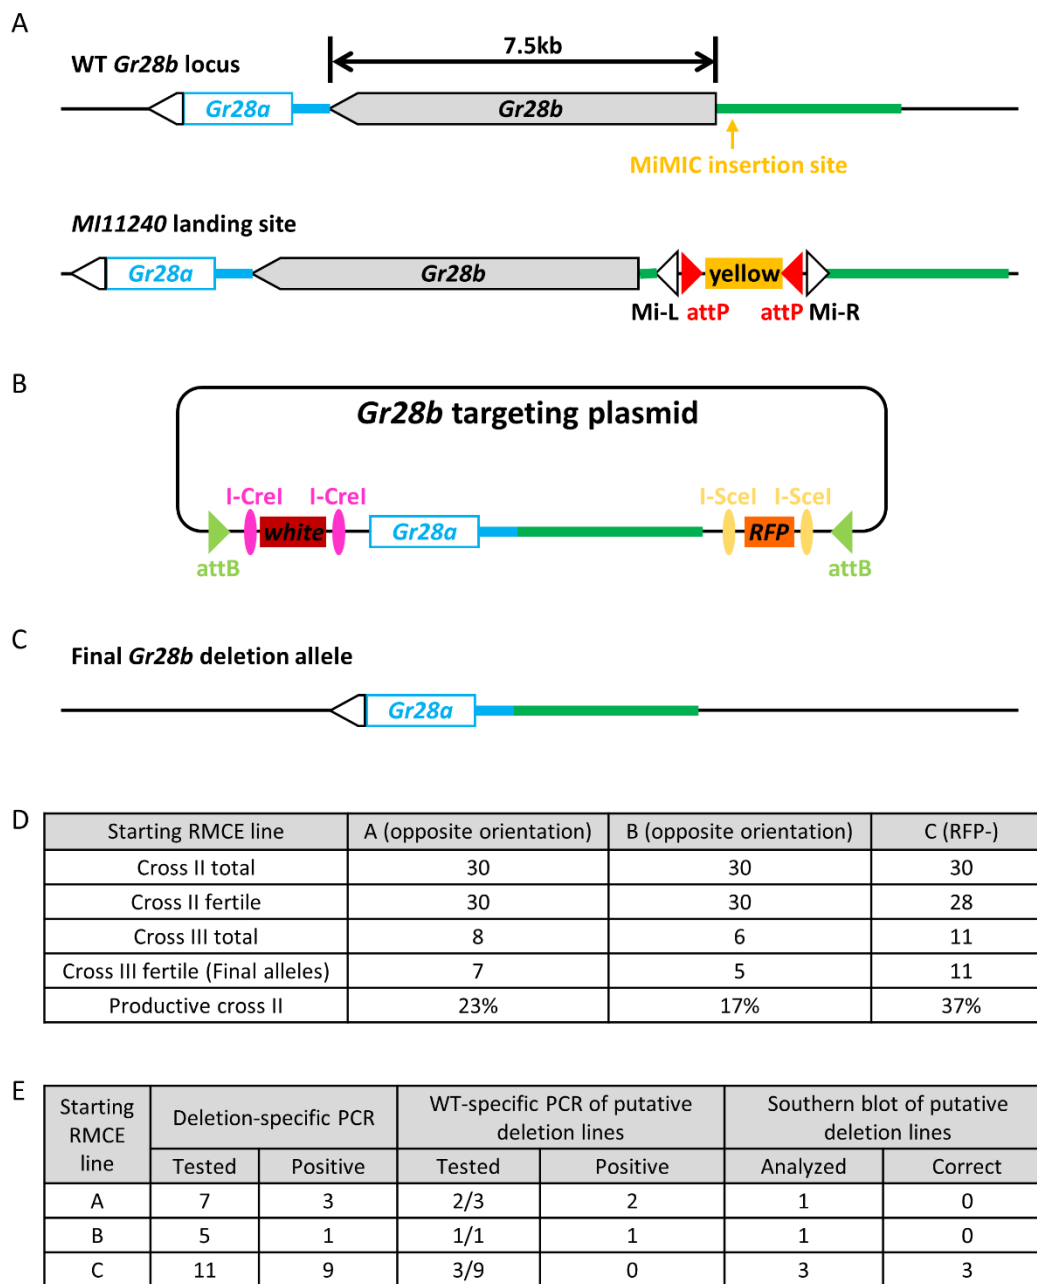 A
7.5kb
WT Gr28b locus
Gr28a
Gr28b
MiMIC insertion site
MI11240 landing site
Gr28a
Gr28b
yellow
Mi-L attP attP Mi-R
B
Gr28b targeting plasmid
I-CreI I-CreI I-SceI I-SceI
white Gr28a RFP
attB attB
C
Final Gr28b deletion allele
Gr28a
D
Starting RMCE line A (opposite orientation) B (opposite orientation) C (RFP-)
Cross II total 30 30 30
Cross II fertile 30 30 28
Cross III total 8 6 11
Cross III fertile (Final alleles) 7 5 11
Productive cross II 23% 17% 37%
E
Starting RMCE line Deletion-specific PCR WT-specific PCR of putative deletion lines Southern blot of putative deletion lines
Tested Positive Tested Positive Analyzed Correct
A 7 3 2/3 2 1 0
B 5 1 1/1 1 1 0
C 11 9 3/9 0 3 3